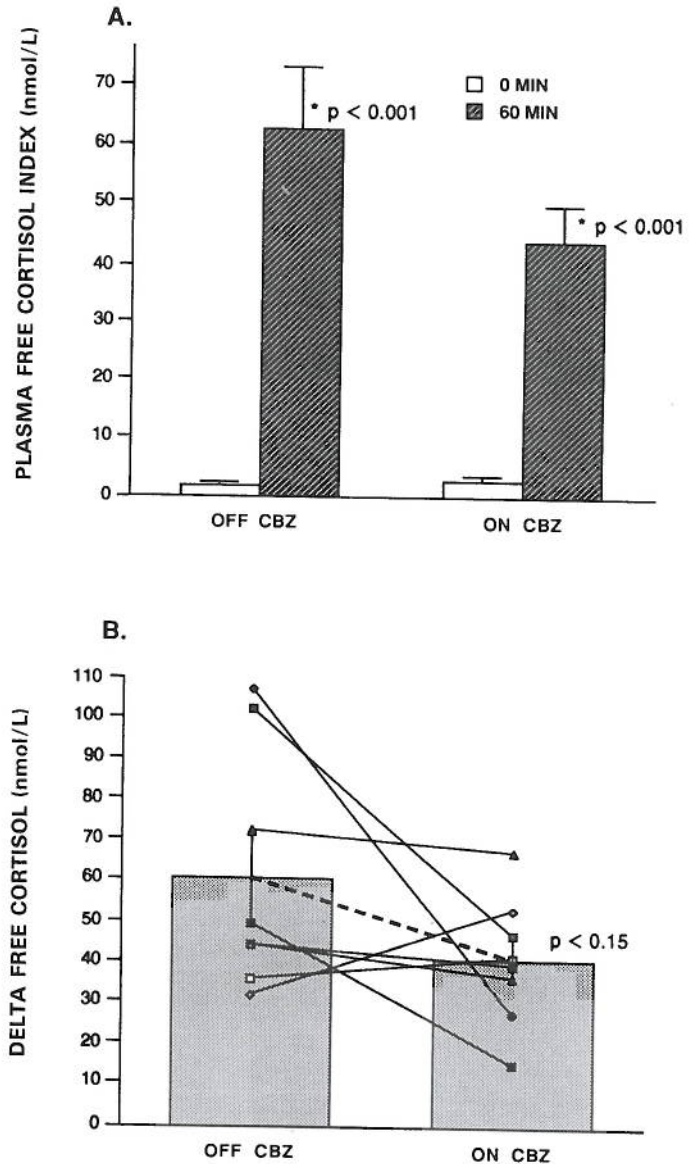 A.
PLASMA FREE CORTISOL INDEX (nmol/L)
70
60
50
40
30
20
10
0
0 MIN
60 MIN
* p < 0.001
* p < 0.001
OFF CBZ
ON CBZ
B.
DELTA FREE CORTISOL (nmol/L)
110
100
90
80
70
60
50
40
30
20
10
0
p < 0.15
OFF CBZ
ON CBZ